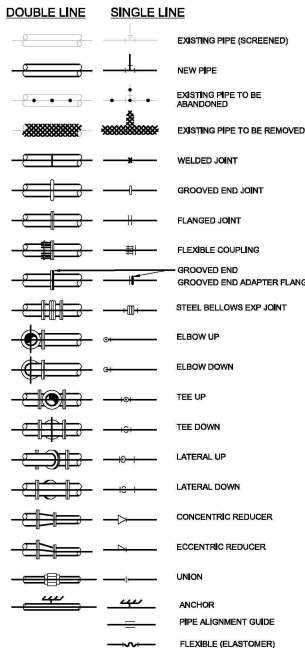 DOUBLE LINE
SINGLE LINE
EXISTING PIPE (SCREENED)
NEW PIPE
EXISTING PIPE TO BE
ABANDONED
EXISTING PIPE TO BE REMOVED
WELDED JOINT
GROOVED END JOINT
FLANGED JOINT
FLEXIBLE COUPLING
GROOVED END
GROOVED END ADAPTER FLANG
STEEL BELLOWS EXP JOINT
ELBOW UP
ELBOW DOWN
TEE UP
TEE DOWN
LATERAL UP
LATERAL DOWN
CONCENTRIC REDUCER
ECCENTRIC REDUCER
UNION
ANCHOR
PIPE ALIGNMENT GUIDE
FLEXIBLE (ELASTOMER)